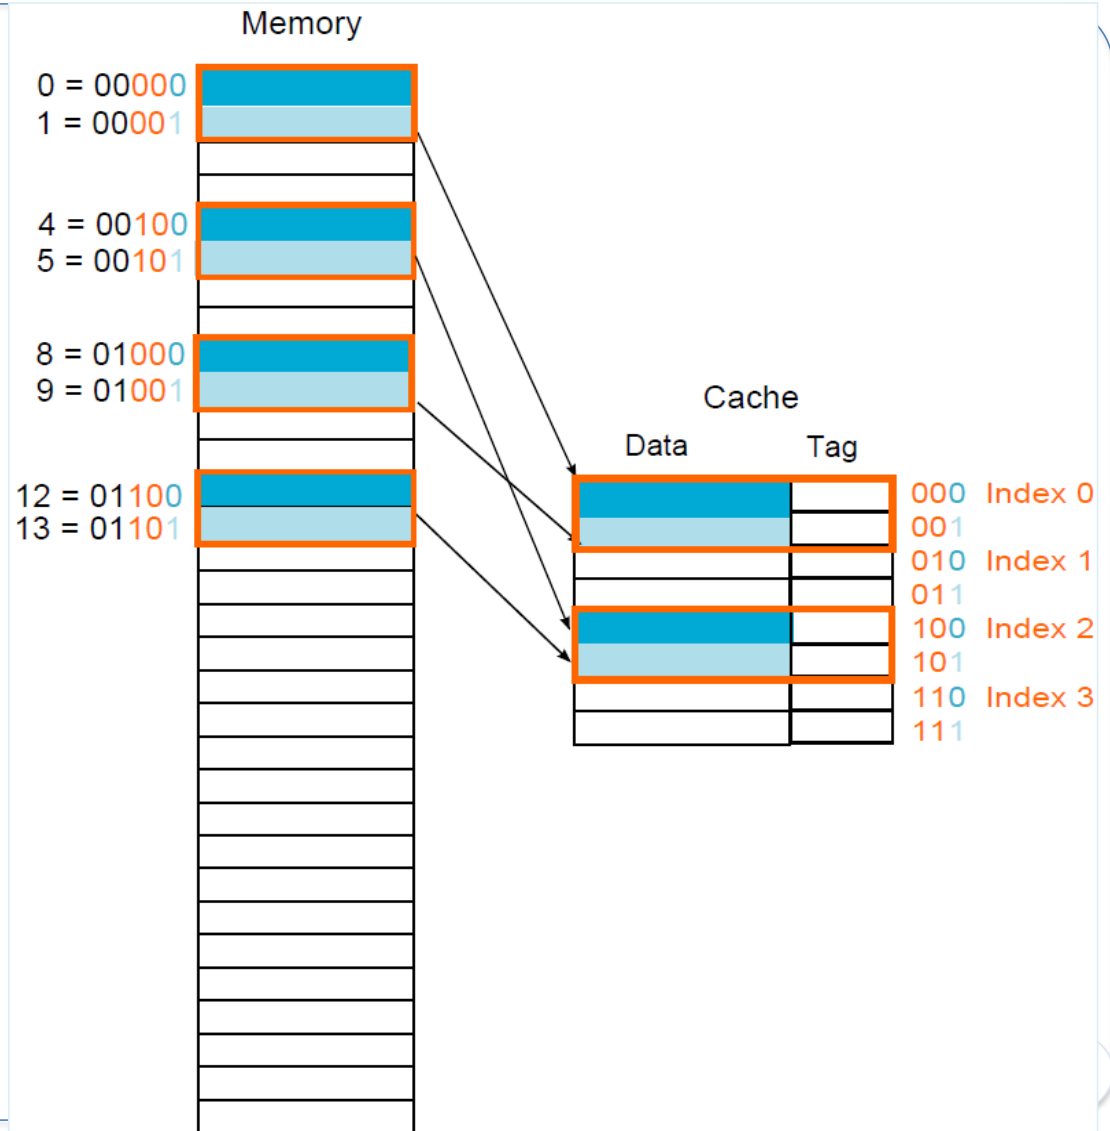 Memory
0 = 00000
1 = 00001
4 = 00100
5 = 00101
8 = 01000
9 = 01001
12 = 01100
13 = 01101
Cache
Data Tag
000 Index 0
001
010 Index 1
011
100 Index 2
101
110 Index 3
111